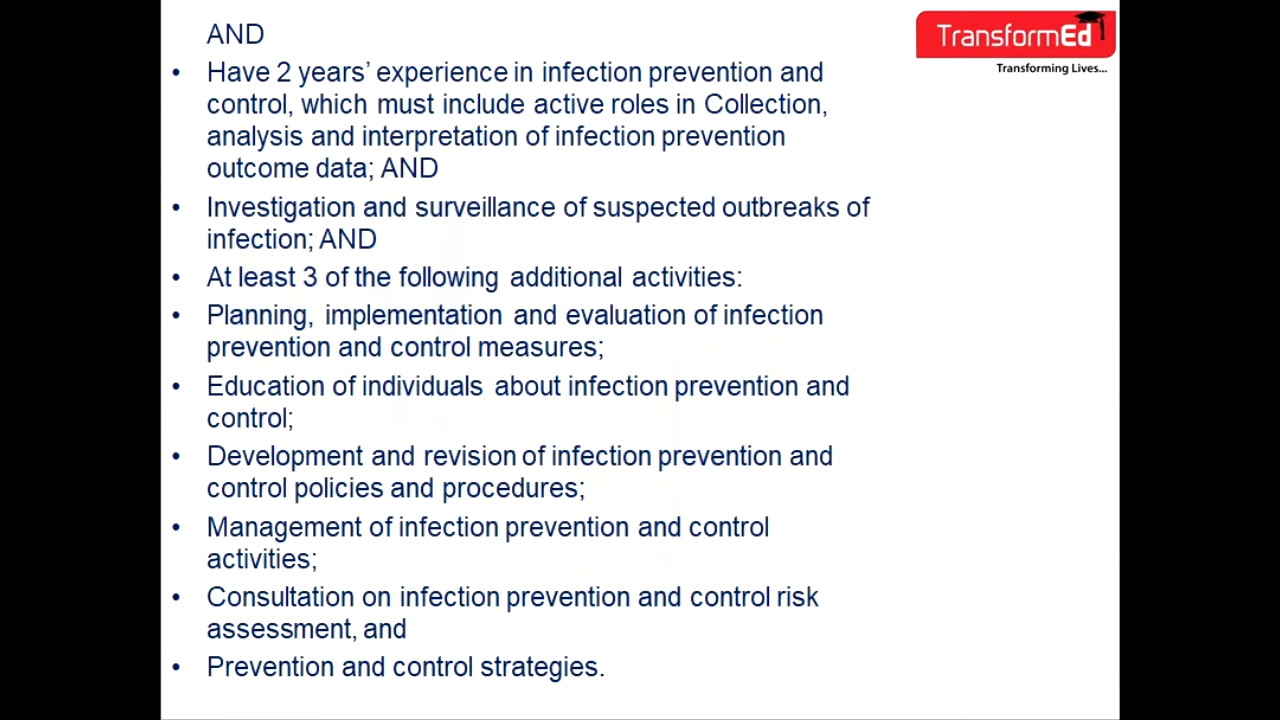 AND
• Have 2 years’ experience in infection prevention and
control, which must include active roles in Collection,
analysis and interpretation of infection prevention
outcome data; AND
• Investigation and surveillance of suspected outbreaks of
infection; AND
• At least 3 of the following additional activities:
• Planning, implementation and evaluation of infection
prevention and control measures;
• Education of individuals about infection prevention and
control;
• Development and revision of infection prevention and
control policies and procedures;
• Management of infection prevention and control
activities;
• Consultation on infection prevention and control risk
assessment, and
• Prevention and control strategies.
TransformEd
Transforming Lives...